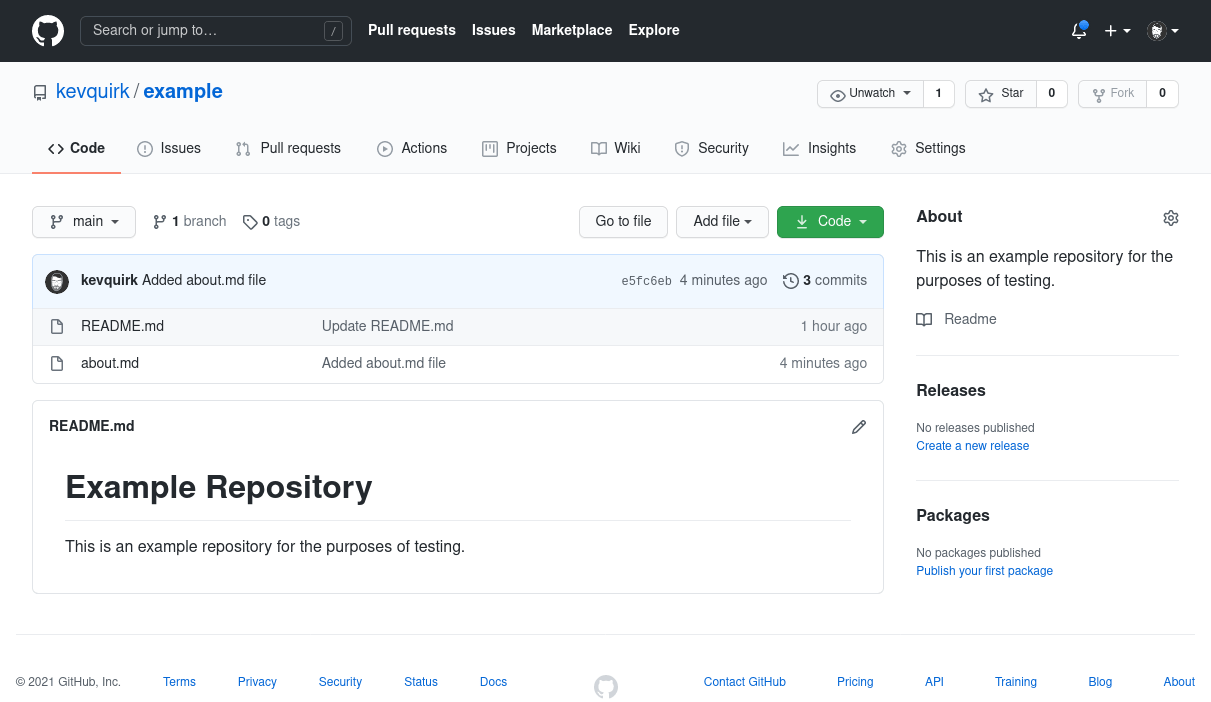 Search or jump to… / Pull requests Issues Marketplace Explore
kevquirk / example Unwatch 1 Star 0 Fork 0
Code Issues Pull requests Actions Projects Wiki Security Insights Settings
main 1 branch 0 tags Go to file Add file Code
kevquirk Added about.md file e5fc6eb 4 minutes ago 3 commits
README.md Update README.md 1 hour ago
about.md Added about.md file 4 minutes ago
README.md
Example Repository
This is an example repository for the purposes of testing.
About
This is an example repository for the
purposes of testing.
Readme
Releases
No releases published
Create a new release
Packages
No packages published
Publish your first package
© 2021 GitHub, Inc. Terms Privacy Security Status Docs Contact GitHub Pricing API Training Blog About